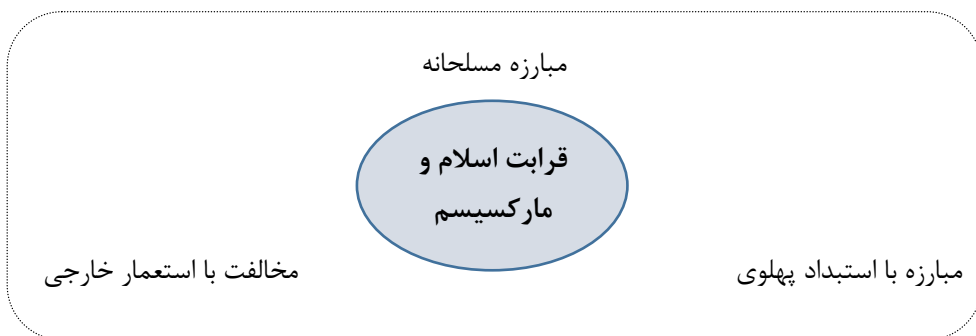 مبارزه مسلحانه
قرابت اسلام و
مارکسیسم
مبارزه با استبداد پهلوی
مخالفت با استعمار خارجی